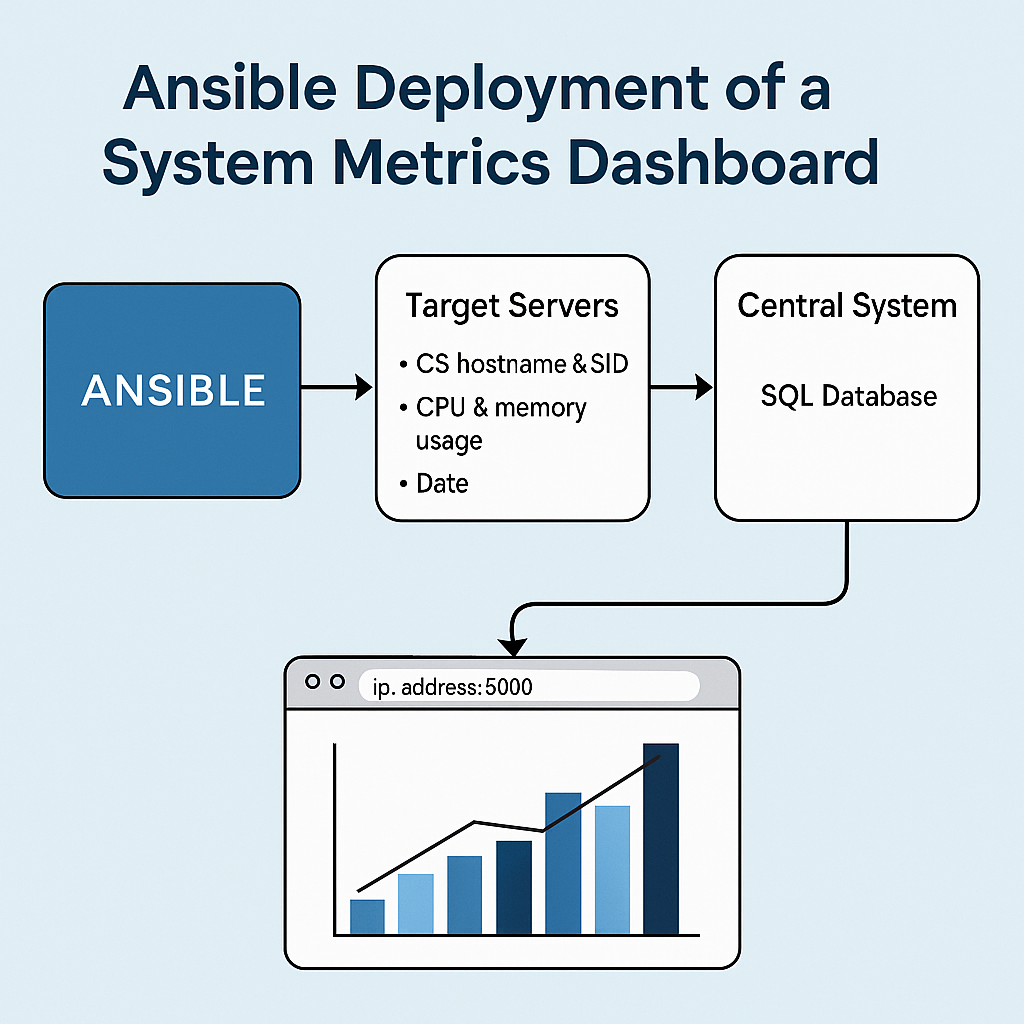 Ansible Deployment of a
System Metrics Dashboard
ANSIBLE
Target Servers
• CS hostname & SID
• CPU & memory
usage
• Date
Central System
SQL Database
ip. address:5000